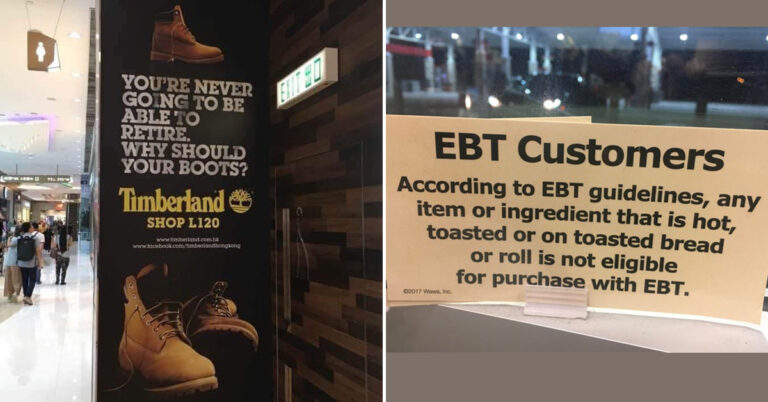 YOU'RE NEVER
GOING TO BE
ABLE TO
RETIRE.
WHY SHOULD
YOUR BOOTS?
Timberland
SHOP L120
www.timberland.com.hk
www.facebook.com/timberlandhongkong
EXIT
EBT Customers
According to EBT guidelines, any
item or ingredient that is hot,
toasted or on toasted bread
or roll is not eligible
for purchase with EBT.
©2017 Wawa, Inc.